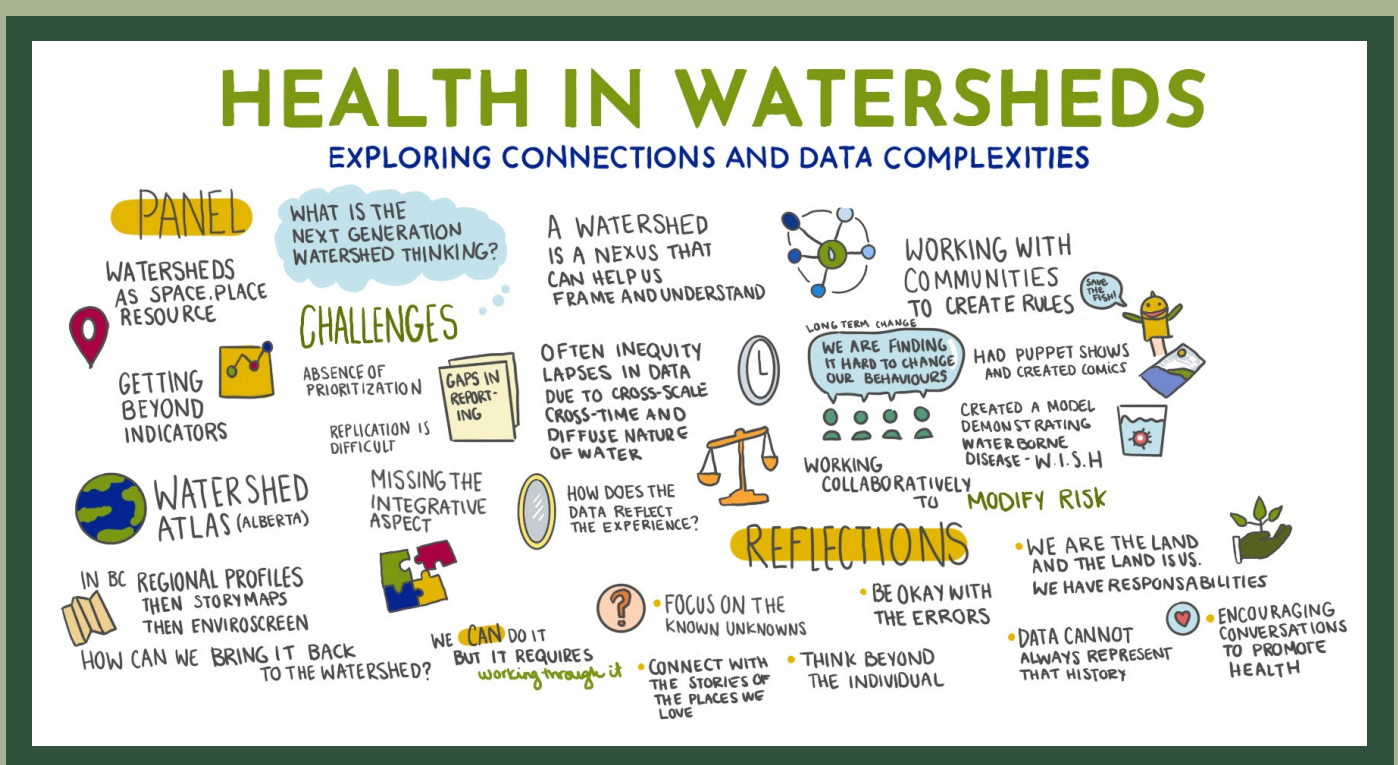 HEALTH IN WATERSHEDS
EXPLORING CONNECTIONS AND DATA COMPLEXITIES
PANEL
WATERSHEDS
AS SPACE.PLACE
RESOURCE
GETTING
BEYOND
INDICATORS
WATERSHED
ATLAS (ALBERTA)
IN BC REGIONAL PROFILES
THEN STORYMAPS
THEN ENVIROSCREEN
HOW CAN WE BRING IT BACK
TO THE WATERSHED?
WHAT IS THE
NEXT GENERATION
WATERSHED THINKING?
CHALLENGES
ABSENCE OF
PRIORITIZATION
REPLICATION IS
DIFFICULT
GAPS IN
REPORT-
ING
MISSING THE
INTEGRATIVE
ASPECT
WE CAN DO IT
BUT IT REQUIRES
working through it
A WATERSHED
IS A NEXUS THAT
CAN HELP US
FRAME AND UNDERSTAND
OFTEN INEQUITY
LAPSES IN DATA
DUE TO CROSS-SCALE
CROSS-TIME AND
DIFFUSE NATURE
OF WATER
HOW DOES THE
DATA REFLECT
THE EXPERIENCE?
WORKING WITH
COMMUNITIES
TO CREATE RULES
SAVE
THE
FISH!
LONG TERM CHANGE
WE ARE FINDING
IT HARD TO CHANGE
OUR BEHAVIOURS
HAD PUPPET SHOWS
AND CREATED COMICS
CREATED A MODEL
DEMONSTRATING
WATERBORNE
DISEASE - W.I.S.H
WORKING
COLLABORATIVELY
TO MODIFY RISK
REFLECTIONS
?
• FOCUS ON THE
KNOWN UNKNOWNS
• CONNECT WITH
THE STORIES OF
THE PLACES WE
LOVE
• BE OKAY WITH
THE ERRORS
• THINK BEYOND
THE INDIVIDUAL
• WE ARE THE LAND
AND THE LAND IS US.
WE HAVE RESPONSABILITIES
• DATA CANNOT
ALWAYS REPRESENT
THAT HISTORY
• ENCOURAGING
CONVERSATIONS
TO PROMOTE
HEALTH